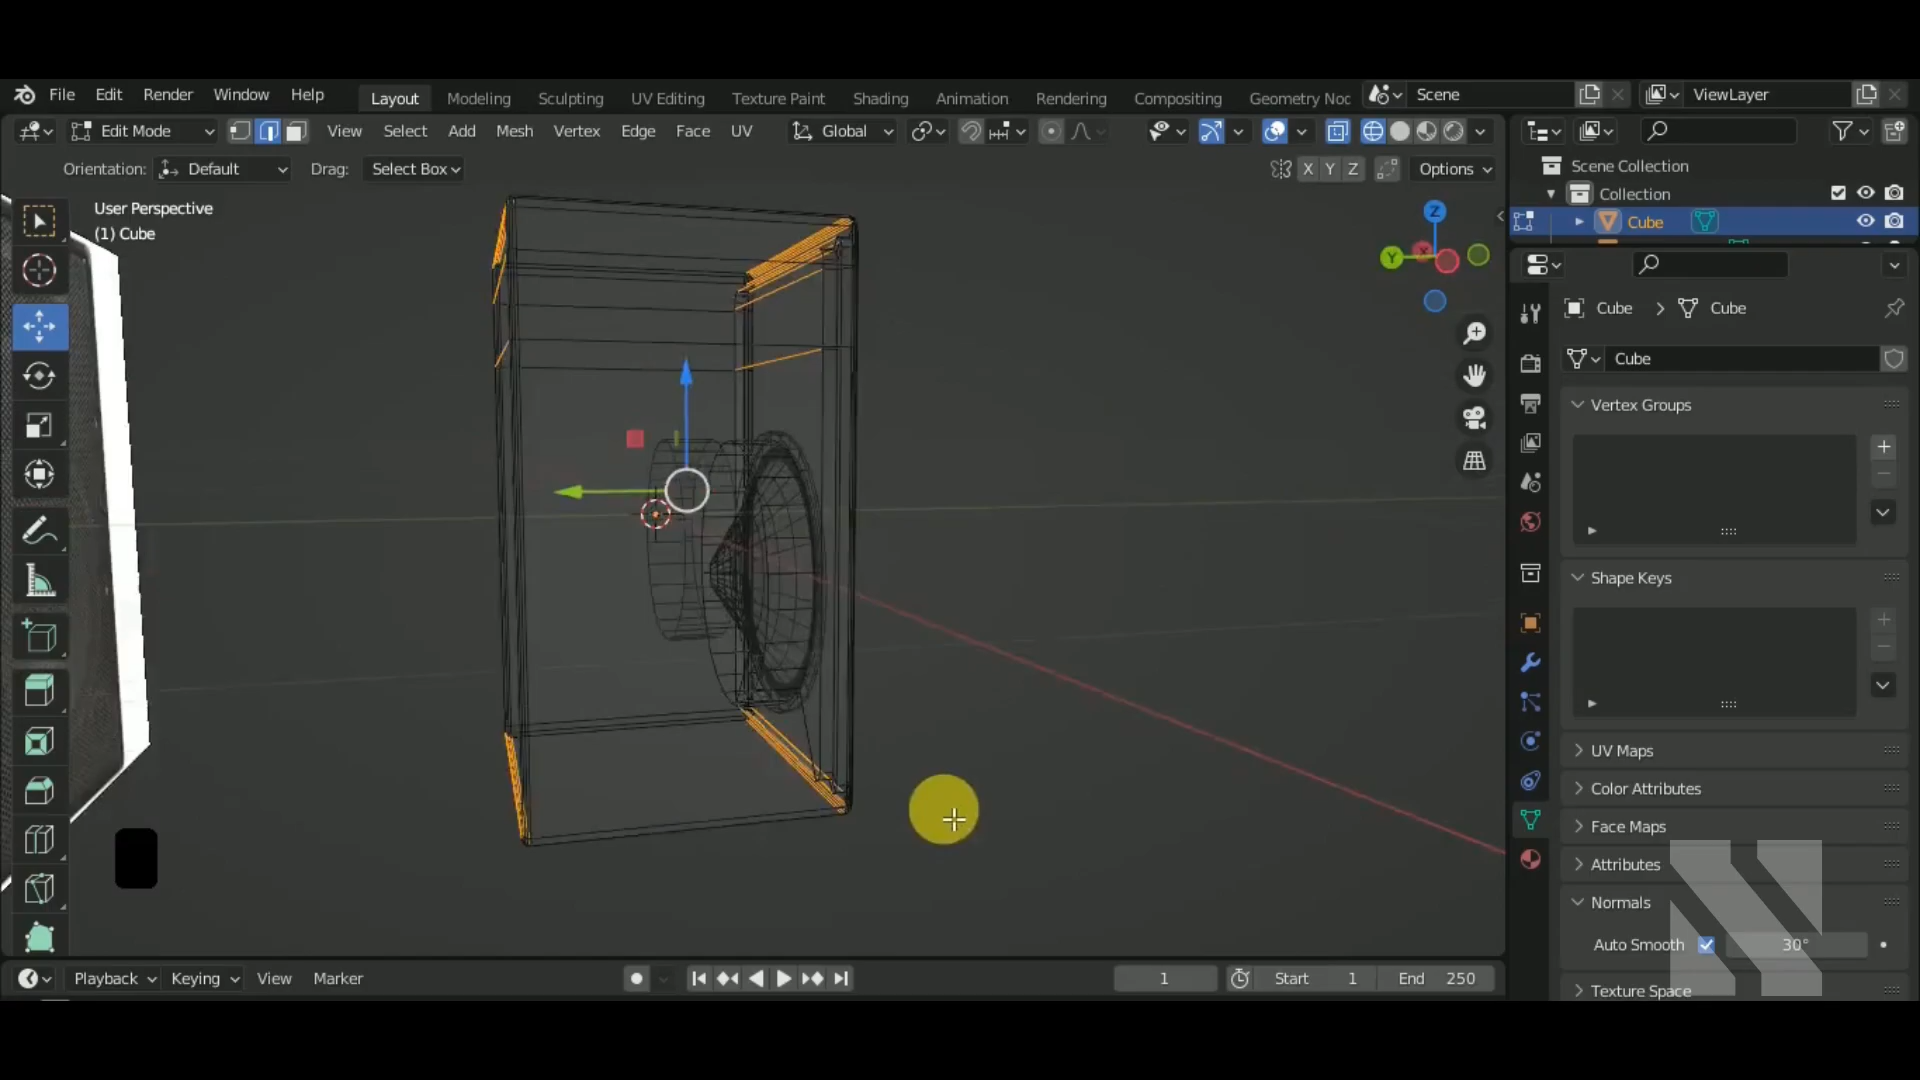 File Edit Render Window Help Layout Modeling Sculpting UV Editing Texture Paint Shading Animation Rendering Compositing Geometry Noc Scene ViewLayer
Edit Mode View Select Add Mesh Vertex Edge Face UV Global
Orientation: Default Drag: Select Box X Y Z Options
Scene Collection
Collection
Cube
User Perspective
(1) Cube
Z
Y
X
Cube > Cube
Cube
Vertex Groups
Shape Keys
UV Maps
Color Attributes
Face Maps
Attributes
Normals
Auto Smooth 30°
Texture Space
Playback Keying View Marker 1 Start 1 End 250